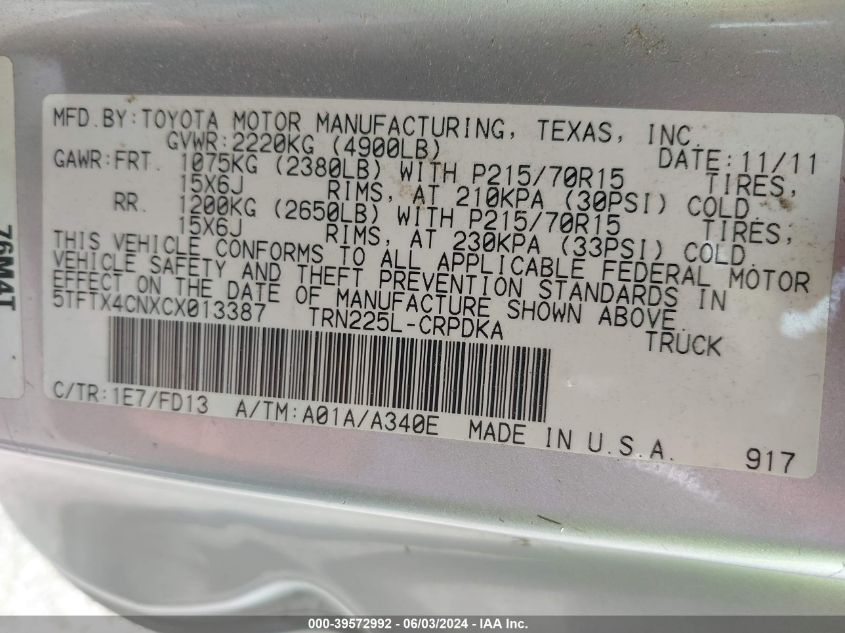 MFD.BY:TOYOTA MOTOR MANUFACTURING, TEXAS, INC.
GVWR:2220KG (4900LB) DATE:11/11
GAWR:FRT. 1075KG (2380LB) WITH P215/70R15 TIRES,
15X6J RIMS, AT 210KPA (30PSI) COLD.
RR. 1200KG (2650LB) WITH P215/70R15 TIRES,
15X6J RIMS, AT 230KPA (33PSI) COLD
THIS VEHICLE CONFORMS TO ALL APPLICABLE FEDERAL MOTOR
VEHICLE SAFETY AND THEFT PREVENTION STANDARDS IN
EFFECT ON THE DATE OF MANUFACTURE SHOWN ABOVE.
5TFTX4CNXCX013387 TRN225L-CRPDKA TRUCK
C/TR:1E7/FD13 A/TM:A01A/A340E MADE IN U.S.A. 917
76M4T
000-39572992 - 06/03/2024 - IAA Inc.